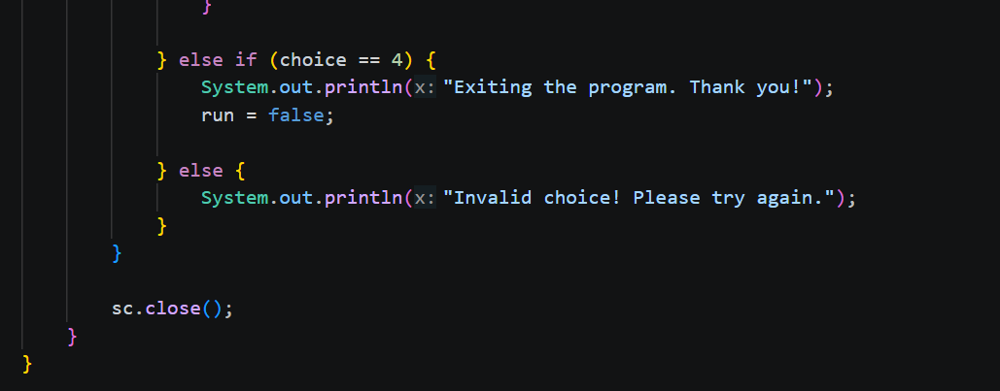 }
} else if (choice == 4) {
System.out.println(x: "Exiting the program. Thank you!");
run = false;
} else {
System.out.println(x: "Invalid choice! Please try again.");
}
}
sc.close();
}
}